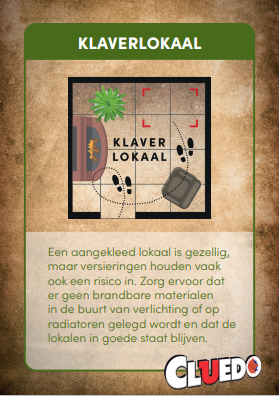 KLAVERLOKAAL
KLAVER
LOKAAL
Een aangekleed lokaal is gezellig,
maar versieringen houden vaak
ook een risico in. Zorg ervoor dat
er geen brandbare materialen
in de buurt van verlichting of op
radiatoren gelegd wordt en dat de
lokalen in goede staat blijven.
CLUEDO